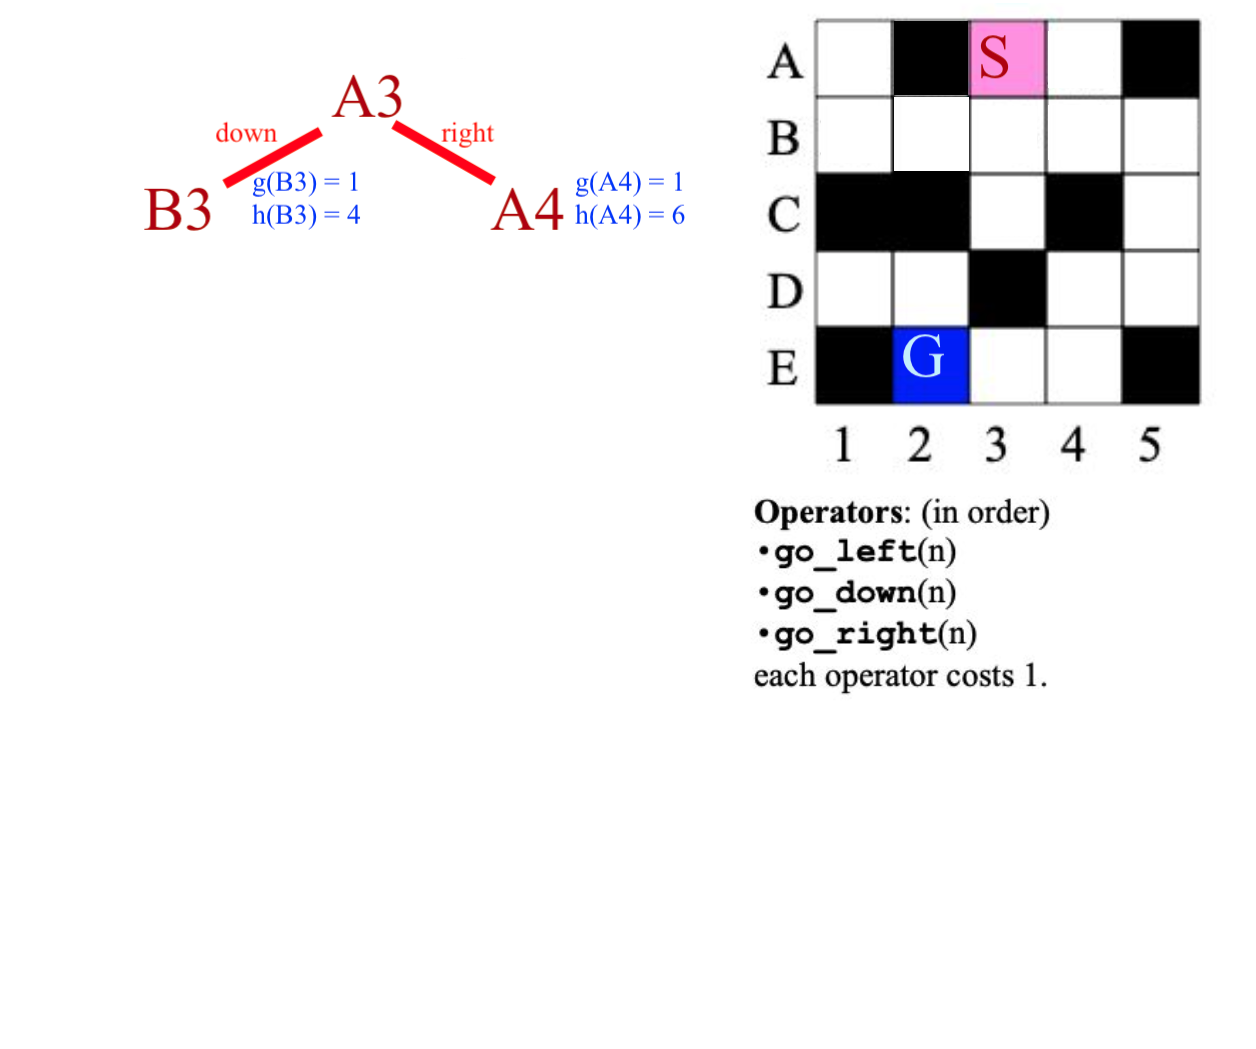 A3
down
right
B3
g(B3) = 1
h(B3) = 4
A4
g(A4) = 1
h(A4) = 6
A
S
B
C
D
E
G
1 2 3 4 5
Operators: (in order)
•go_left(n)
•go_down(n)
•go_right(n)
each operator costs 1.